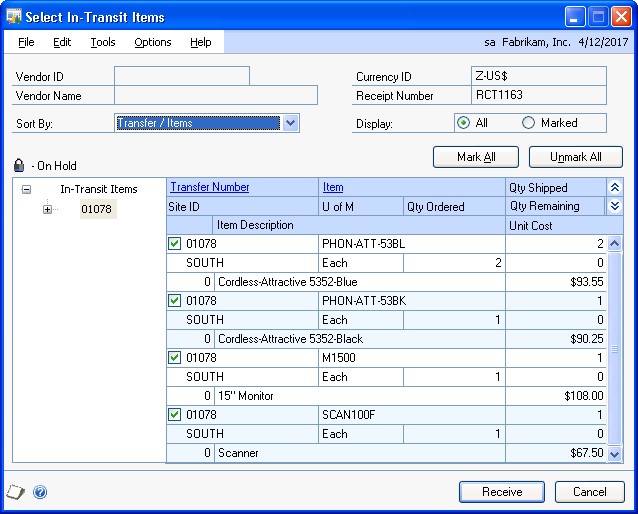 Select In-Transit Items
File Edit Tools Options Help sa Fabrikam, Inc. 4/12/2017
Vendor ID Currency ID Z-US$
Vendor Name Receipt Number RCT1163
Sort By: Transfer / Items Display: All Marked
Mark All Unmark All
- On Hold
In-Transit Items Transfer Number Item Qty Shipped
01078 Site ID U of M Qty Ordered Qty Remaining
Item Description Unit Cost
01078 PHON-ATT-53BL 2
SOUTH Each 2 0
0 Cordless-Attractive 5352-Blue $93.55
01078 PHON-ATT-53BK 1
SOUTH Each 1 0
0 Cordless-Attractive 5352-Black $90.25
01078 M1500 1
SOUTH Each 1 0
0 15" Monitor $108.00
01078 SCAN100F 1
SOUTH Each 1 0
0 Scanner $67.50
Receive Cancel